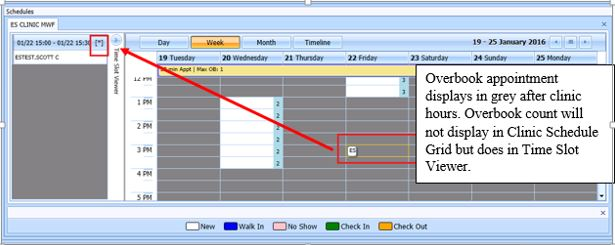 Schedules
ES CLINIC MWF
01/22 15:00 - 01/22 15:30 [*]
ESTEST,SCOTT C
Time Slot Viewer
Day Week Month Timeline
19 - 25 January 2016
19 Tuesday 20 Wednesday 21 Thursday 22 Friday 23 Saturday 24 Sunday 25 Monday
min Appt | Max OB: 1
12 PM
3
3
1 PM
2
2
2 PM
2
2
3 PM
2
ES
2
4 PM
5 PM
Overbook appointment
displays in grey after clinic
hours. Overbook count will
not display in Clinic Schedule
Grid but does in Time Slot
Viewer.
New Walk In No Show Check In Check Out